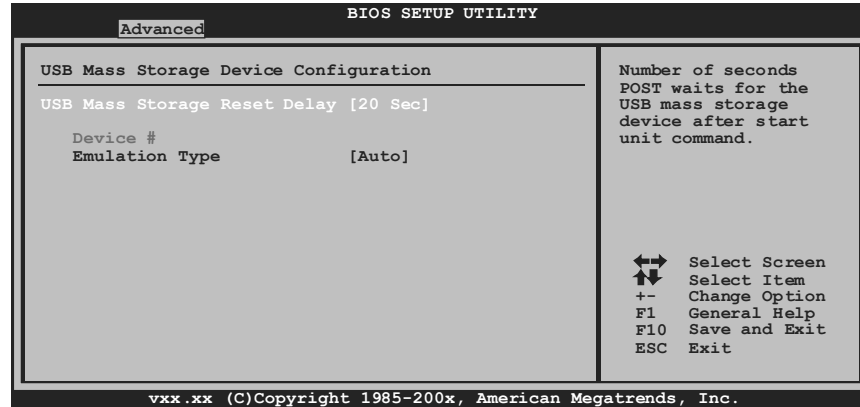 BIOS SETUP UTILITY
Advanced
USB Mass Storage Device Configuration
USB Mass Storage Reset Delay [20 Sec]
Device #
Emulation Type [Auto]
Number of seconds
POST waits for the
USB mass storage
device after start
unit command.
Select Screen
Select Item
+- Change Option
F1 General Help
F10 Save and Exit
ESC Exit
vxx.xx (C)Copyright 1985-200x, American Megatrends, Inc.